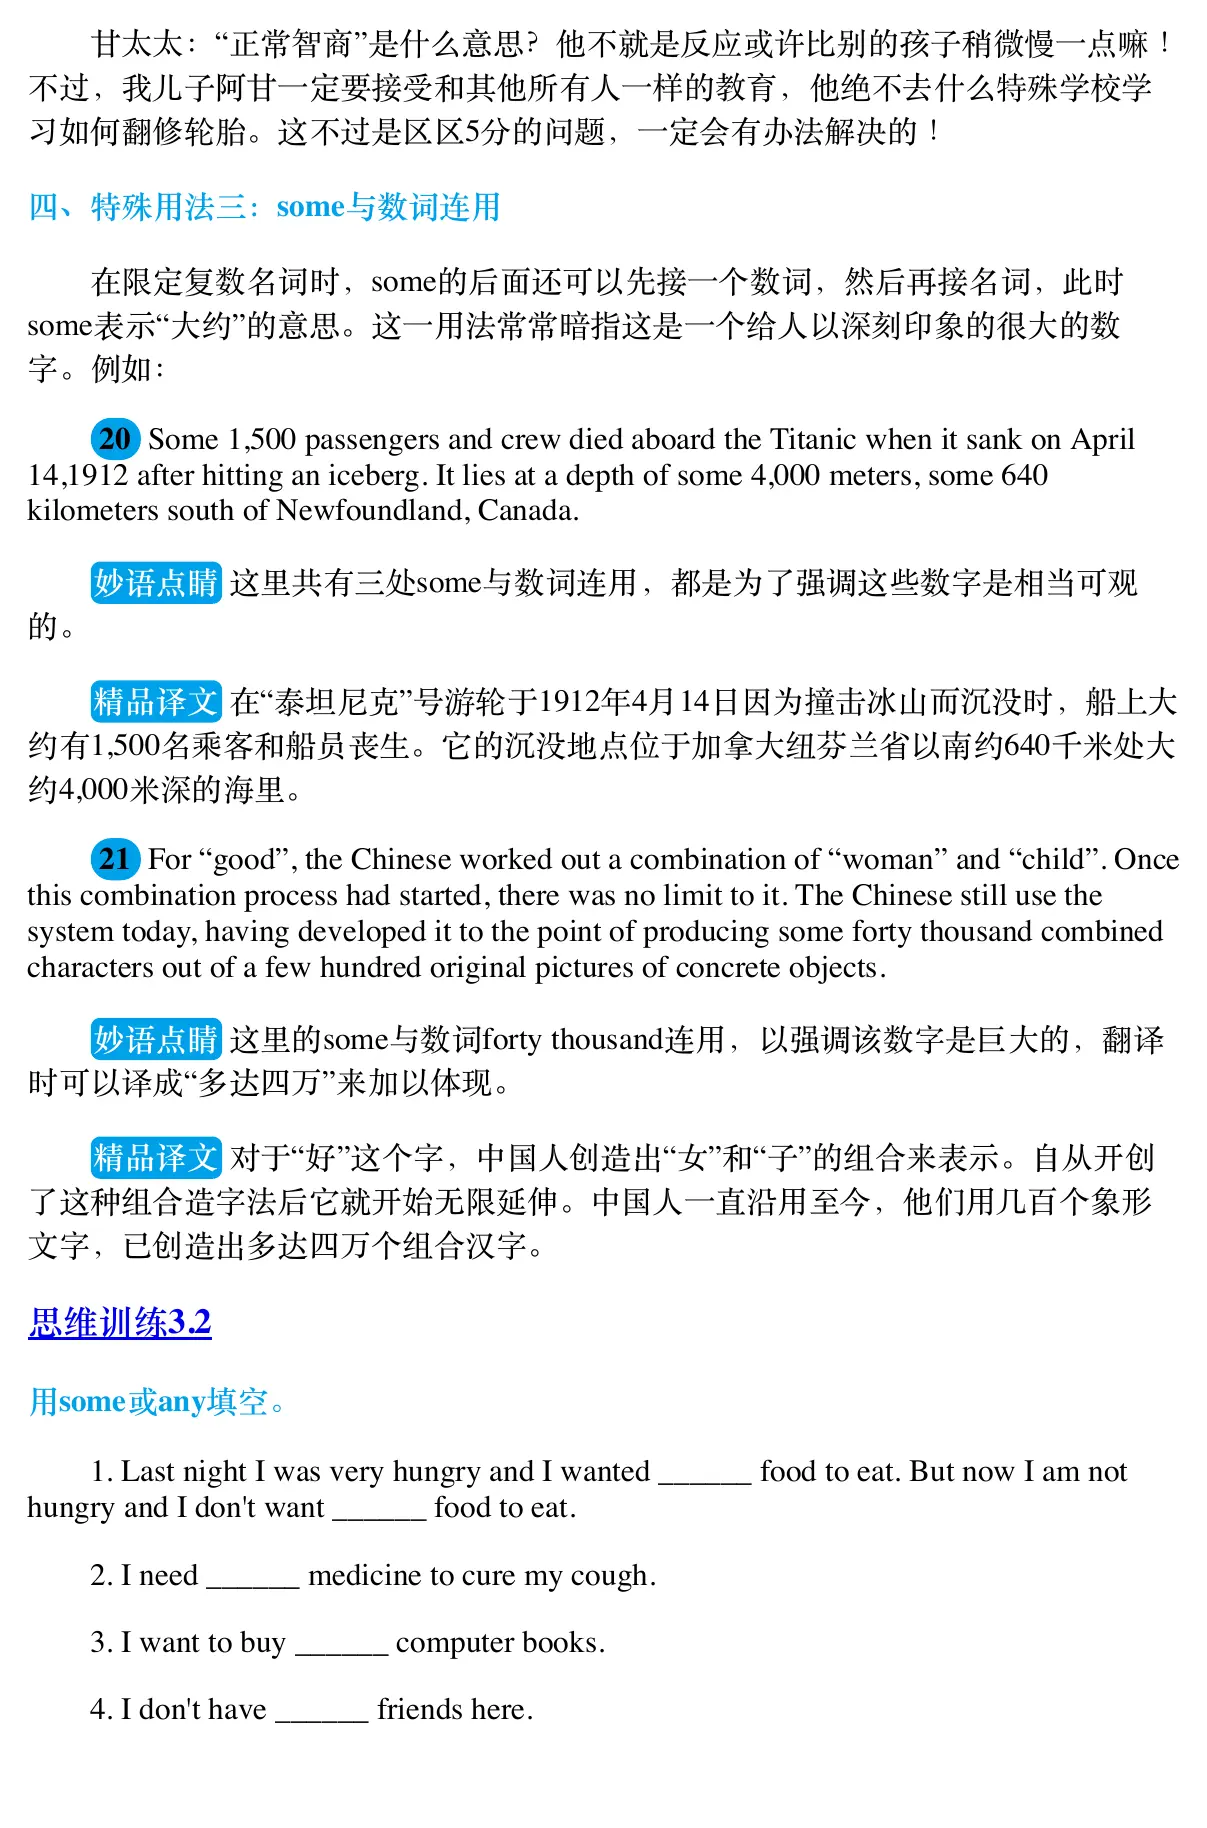 甘太太：“正常智商”是什么意思？他不就是反应或许比别的孩子稍微慢一点嘛！
不过，我儿子阿甘一定要接受和其他所有人一样的教育，他绝不去什么特殊学校学
习如何翻修轮胎。这不过是区区5分的问题，一定会有办法解决的！
四、特殊用法三：some与数词连用
在限定复数名词时，some的后面还可以先接一个数词，然后再接名词，此时
some表示“大约”的意思。这一用法常常暗指这是一个给人以深刻印象的很大的数
字。例如：
20 Some 1,500 passengers and crew died aboard the Titanic when it sank on April
14,1912 after hitting an iceberg. It lies at a depth of some 4,000 meters, some 640
kilometers south of Newfoundland, Canada.
妙语点睛 这里共有三处some与数词连用，都是为了强调这些数字是相当可观
的。
精品译文 在“泰坦尼克”号游轮于1912年4月14日因为撞击冰山而沉没时，船上大
约有1,500名乘客和船员丧生。它的沉没地点位于加拿大纽芬兰省以南约640千米处大
约4,000米深的海里。
21 For “good”, the Chinese worked out a combination of “woman” and “child”. Once
this combination process had started, there was no limit to it. The Chinese still use the
system today, having developed it to the point of producing some forty thousand combined
characters out of a few hundred original pictures of concrete objects.
妙语点睛 这里的some与数词forty thousand连用，以强调该数字是巨大的，翻译
时可以译成“多达四万”来加以体现。
精品译文 对于“好”这个字，中国人创造出“女”和“子”的组合来表示。自从开创
了这种组合造字法后它就开始无限延伸。中国人一直沿用至今，他们用几百个象形
文字，已创造出多达四万个组合汉字。
思维训练3.2
用some或any填空。
1. Last night I was very hungry and I wanted ______ food to eat. But now I am not
hungry and I don't want ______ food to eat.
2. I need ______ medicine to cure my cough.
3. I want to buy ______ computer books.
4. I don't have ______ friends here.